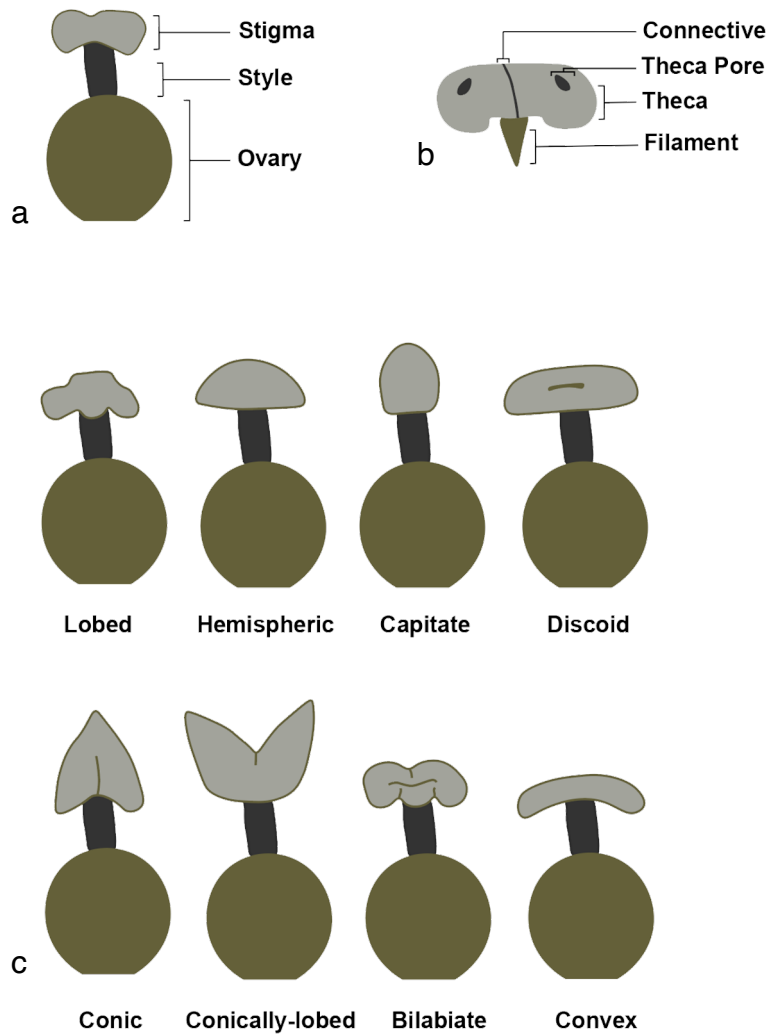 Stigma
Style
Ovary
a
Connective
Theca Pore
Theca
Filament
b
Lobed Hemispheric Capitate Discoid
c
Conic Conically-lobed Bilabiate Convex